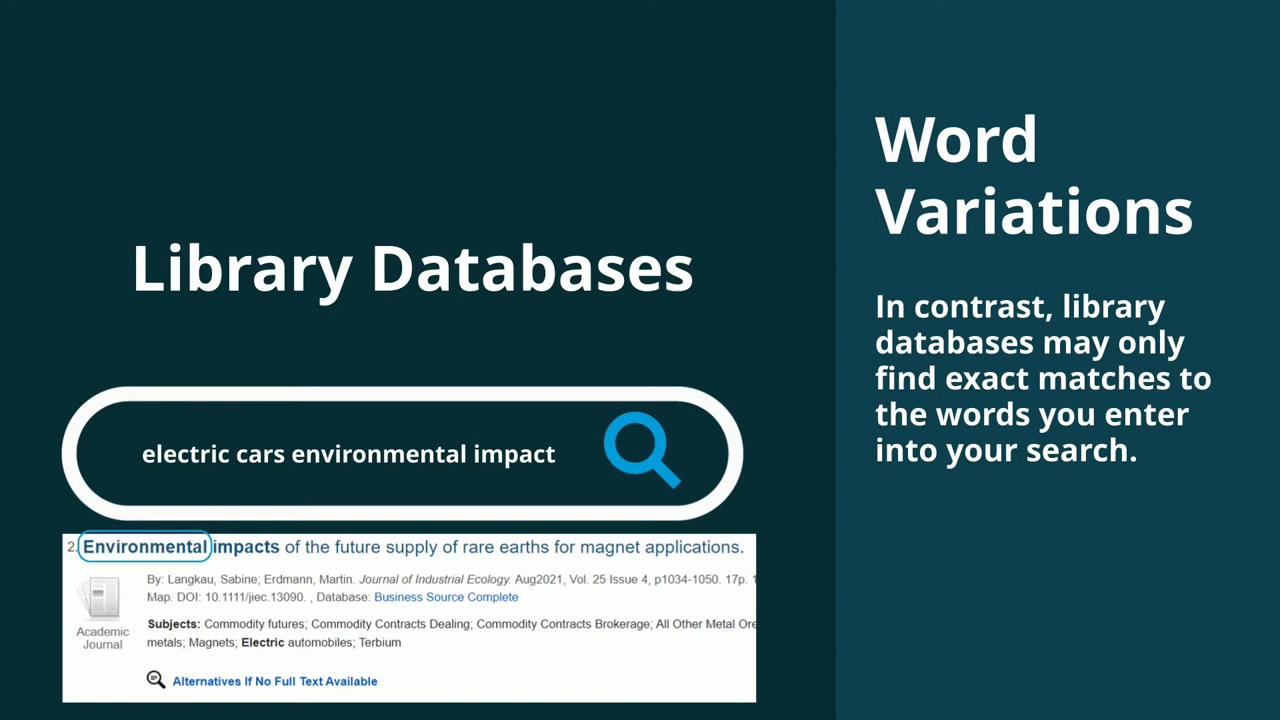 Library Databases
electric cars environmental impact
2. Environmental impacts of the future supply of rare earths for magnet applications.
By: Langkau, Sabine; Erdmann, Martin. Journal of Industrial Ecology. Aug2021, Vol. 25 Issue 4, p1034-1050. 17p. 1
Map. DOI: 10.1111/jiec.13090. , Database: Business Source Complete
Academic
Journal
Subjects: Commodity futures; Commodity Contracts Dealing; Commodity Contracts Brokerage; All Other Metal Ore
metals; Magnets; Electric automobiles; Terbium
Alternatives If No Full Text Available
Word
Variations
In contrast, library
databases may only
find exact matches to
the words you enter
into your search.